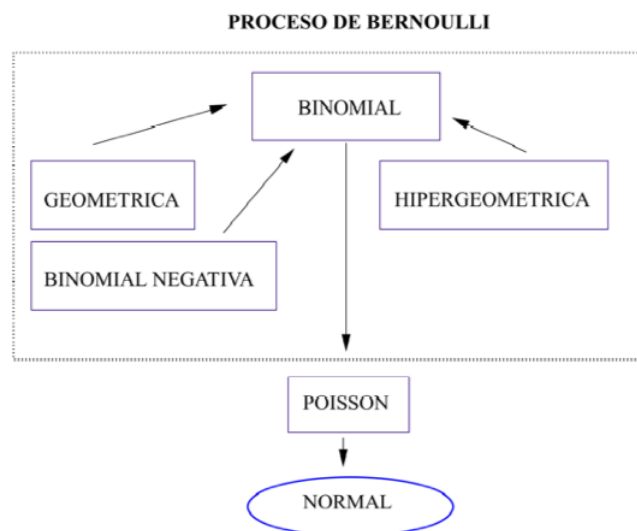 PROCESO DE BERNOULLI
BINOMIAL
GEOMETRICA
HIPERGEOMETRICA
BINOMIAL NEGATIVA
POISSON
NORMAL